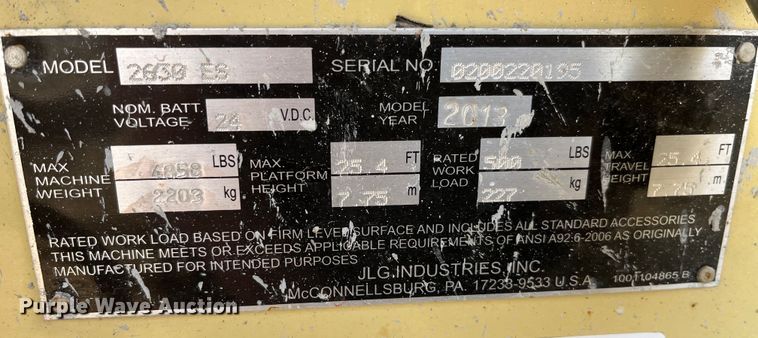 MODEL 2630 ES SERIAL NO 0200220195
NOM. BATT. VOLTAGE 24 V.D.C. MODEL YEAR 2013
MAX MACHINE WEIGHT LBS MAX PLATFORM HEIGHT 25.4 FT RATED WORK LOAD 500 LBS MAX TRAVEL HEIGHT 25.4 FT
2203 kg 7.75 m 227 kg 7.75 m
RATED WORK LOAD BASED ON FIRM LEVEL SURFACE AND INCLUDES ALL STANDARD ACCESSORIES
THIS MACHINE MEETS OR EXCEEDS APPLICABLE REQUIREMENTS OF ANSI A92.6-2006 AS ORIGINALLY
MANUFACTURED FOR INTENDED PURPOSES
JLG INDUSTRIES, INC.
McCONNELLSBURG, PA. 17233-9533 U.S.A. 1001104865 B
Purple Wave Auction